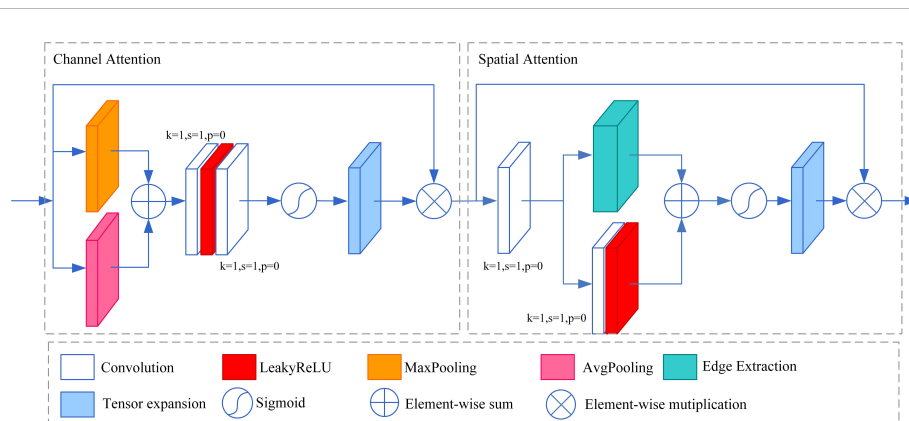 Channel Attention
Spatial Attention
k=1,s=1,p=0
k=1,s=1,p=0
k=1,s=1,p=0
k=1,s=1,p=0
Convolution
LeakyReLU
MaxPooling
AvgPooling
Edge Extraction
Tensor expansion
Sigmoid
Element-wise sum
Element-wise mutiplication